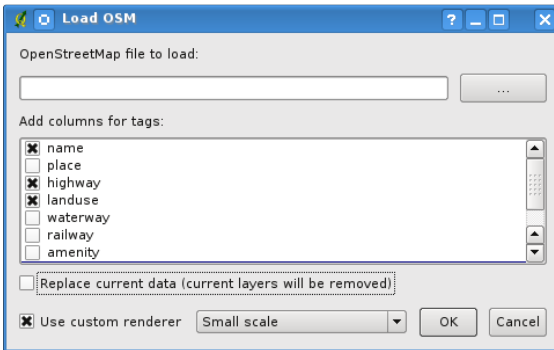 Load OSM
OpenStreetMap file to load:
...
Add columns for tags:
name
place
highway
landuse
waterway
railway
amenity
Replace current data (current layers will be removed)
Use custom renderer Small scale OK Cancel